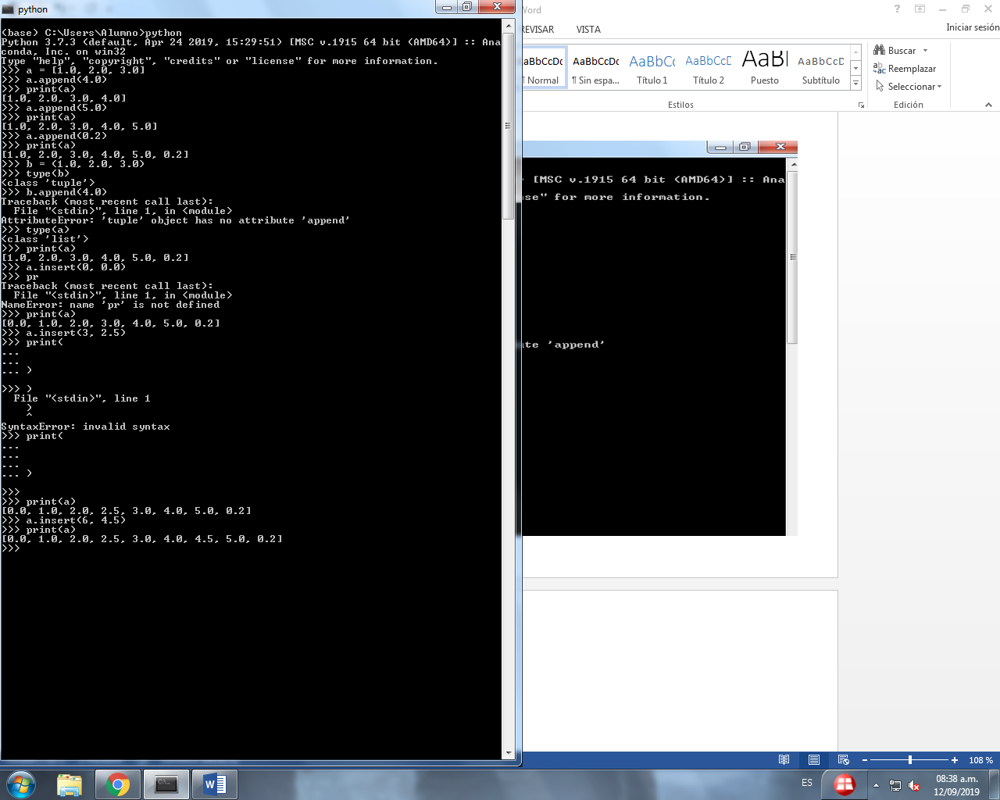 python
(base) C:\Users\Alumno>python
Python 3.7.3 (default, Apr 24 2019, 15:29:51) [MSC v.1915 64 bit (AMD64)] :: Ana
conda, Inc. on win32
Type "help", "copyright", "credits" or "license" for more information.
>>> a = [1.0, 2.0, 3.0]
>>> a.append(4.0)
>>> print(a)
[1.0, 2.0, 3.0, 4.0]
>>> a.append(5.0)
>>> print(a)
[1.0, 2.0, 3.0, 4.0, 5.0]
>>> a.append(0.2)
>>> print(a)
[1.0, 2.0, 3.0, 4.0, 5.0, 0.2]
>>> b = (1.0, 2.0, 3.0)
>>> type(b)
<class 'tuple'>
>>> b.append(4.0)
Traceback (most recent call last):
  File "<stdin>", line 1, in <module>
AttributeError: 'tuple' object has no attribute 'append'
>>> type(a)
<class 'list'>
>>> print(a)
[1.0, 2.0, 3.0, 4.0, 5.0, 0.2]
>>> a.insert(0, 0.0)
>>> pr
Traceback (most recent call last):
  File "<stdin>", line 1, in <module>
NameError: name 'pr' is not defined
>>> print(a)
[0.0, 1.0, 2.0, 3.0, 4.0, 5.0, 0.2]
>>> a.insert(3, 2.5)
>>> print(
...
...
... )
>>> )
  File "<stdin>", line 1
    )
    ^
SyntaxError: invalid syntax
>>> print(
...
...
...
... )
>>>
>>> print(a)
[0.0, 1.0, 2.0, 2.5, 3.0, 4.0, 5.0, 0.2]
>>> a.insert(6, 4.5)
>>> print(a)
[0.0, 1.0, 2.0, 2.5, 3.0, 4.0, 4.5, 5.0, 0.2]
>>>
Word
REVISAR VISTA
Iniciar sesión
AaBbCcDc AaBbCcDc AaBbCc AaBbCcD AaBl AaBbCcD
¶ Normal ¶ Sin espa... Título 1 Título 2 Puesto Subtítulo
Estilos
Buscar
Reemplazar
Seleccionar
Edición
[MSC v.1915 64 bit (AMD64)] :: Ana
se" for more information.
te 'append'
108 %
ES
08:38 a.m.
12/09/2019